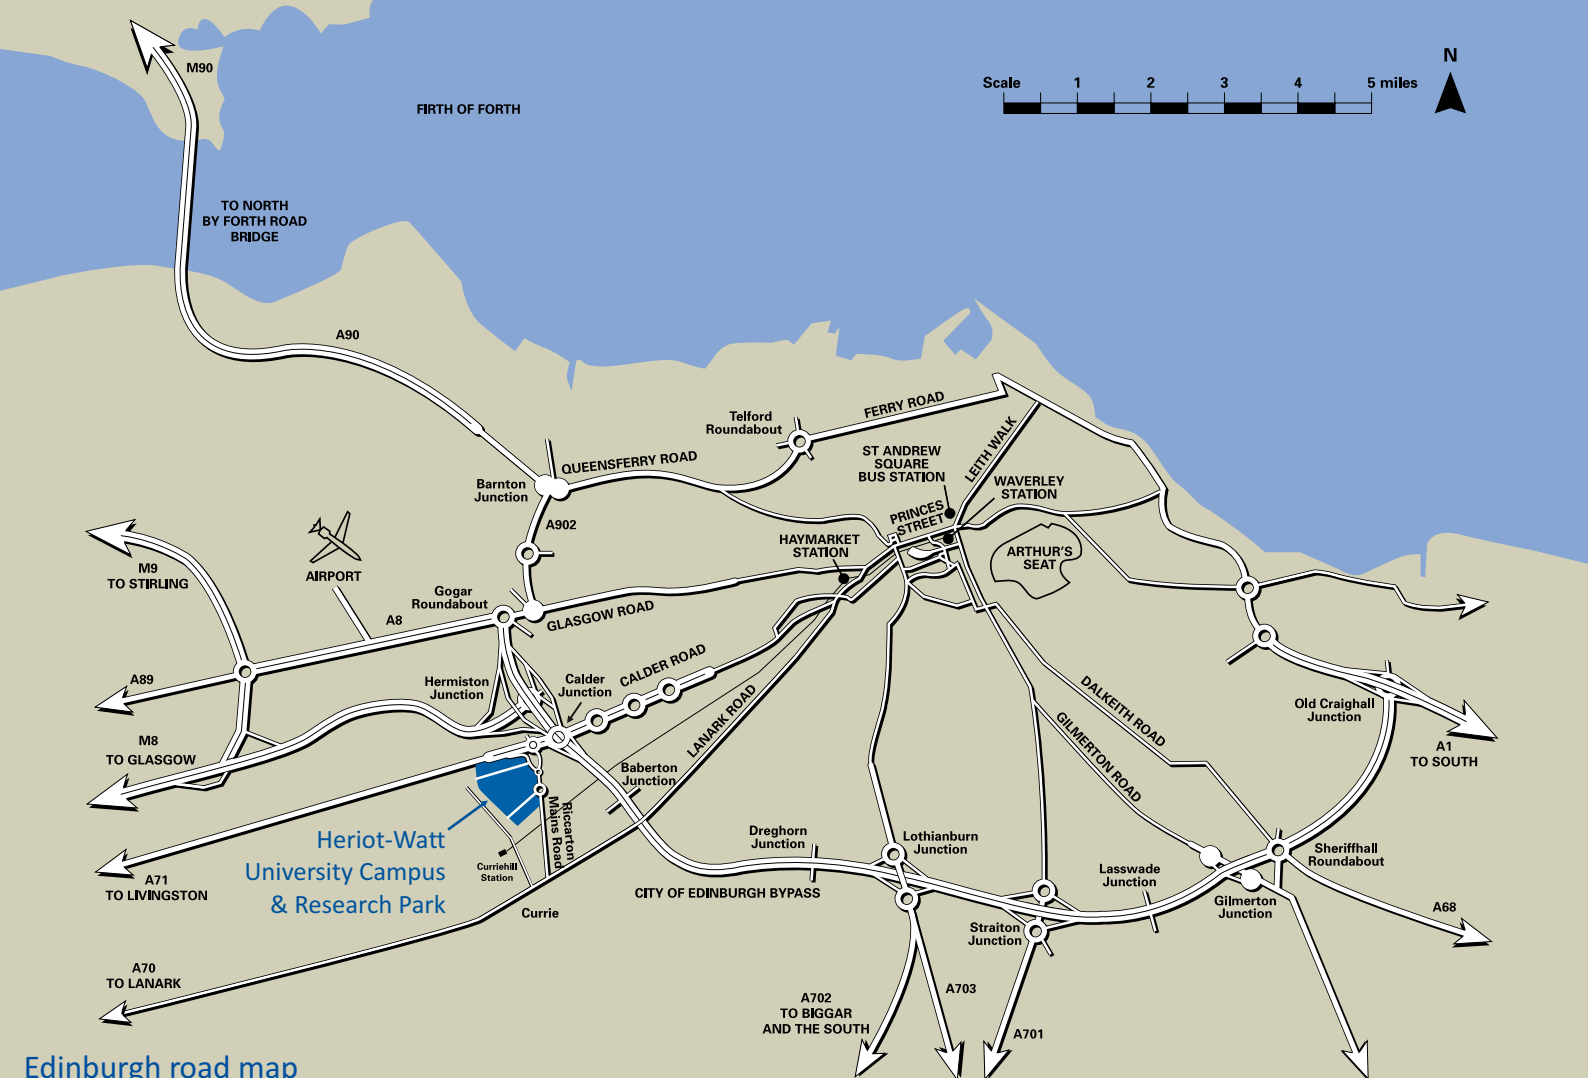 M90
FIRTH OF FORTH
N
Scale 1 2 3 4 5 miles
TO NORTH
BY FORTH ROAD
BRIDGE
A90
Telford
Roundabout
FERRY ROAD
ST ANDREW
SQUARE
BUS STATION
LEITH WALK
WAVERLEY
STATION
QUEENSFERRY ROAD
Barnton
Junction
PRINCES
STREET
A902
HAYMARKET
STATION
ARTHUR'S
SEAT
M9
TO STIRLING
AIRPORT
Gogar
Roundabout
A8
GLASGOW ROAD
A89
Hermiston
Junction
Calder
Junction
CALDER ROAD
LANARK ROAD
DALKEITH ROAD
GILMERTON ROAD
Old Craighall
Junction
A1
TO SOUTH
M8
TO GLASGOW
Baberton
Junction
Riccarton
Mains Road
Heriot-Watt
University Campus
& Research Park
Curriehill
Station
Dreghorn
Junction
Lothianburn
Junction
Sheriffhall
Roundabout
Lasswade
Junction
A71
TO LIVINGSTON
CITY OF EDINBURGH BYPASS
Currie
Gilmerton
Junction
A68
Straiton
Junction
A70
TO LANARK
A702
TO BIGGAR
AND THE SOUTH
A703
A701
Edinburgh road map